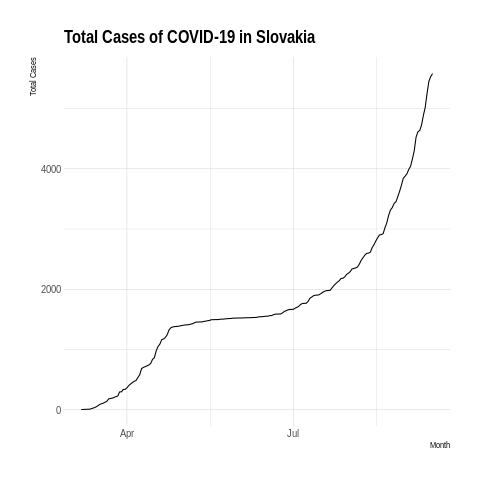 Total Cases of COVID-19 in Slovakia
Total Cases
4000
2000
0
Apr
Jul
Month